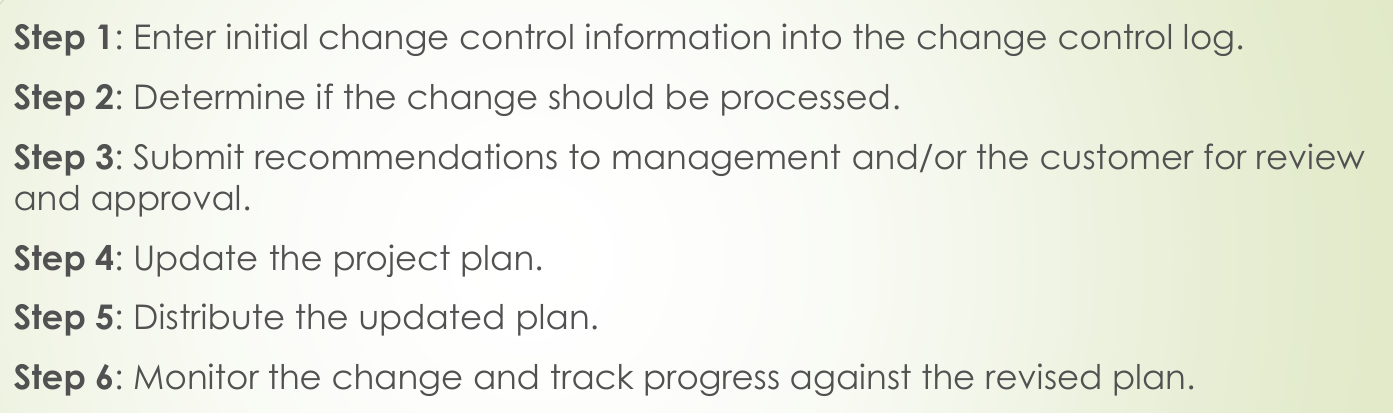 Step 1: Enter initial change control information into the change control log.
Step 2: Determine if the change should be processed.
Step 3: Submit recommendations to management and/or the customer for review
and approval.
Step 4: Update the project plan.
Step 5: Distribute the updated plan.
Step 6: Monitor the change and track progress against the revised plan.